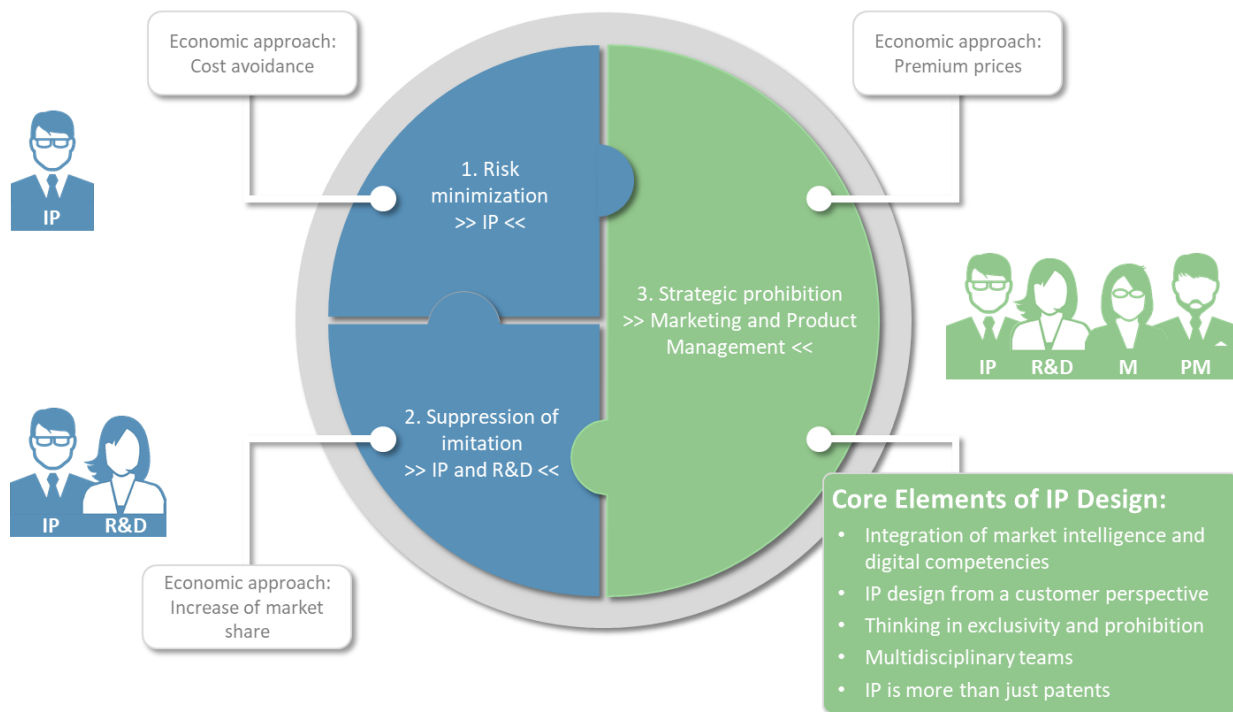 Economic approach:
Cost avoidance
Economic approach:
Premium prices
IP
1. Risk
minimization
>> IP <<
3. Strategic prohibition
>> Marketing and Product
Management <<
IP
R&D
M
PM
2. Suppression of
imitation
>> IP and R&D <<
IP
R&D
Economic approach:
Increase of market
share
Core Elements of IP Design:
• Integration of market intelligence and
digital competencies
• IP design from a customer perspective
• Thinking in exclusivity and prohibition
• Multidisciplinary teams
• IP is more than just patents